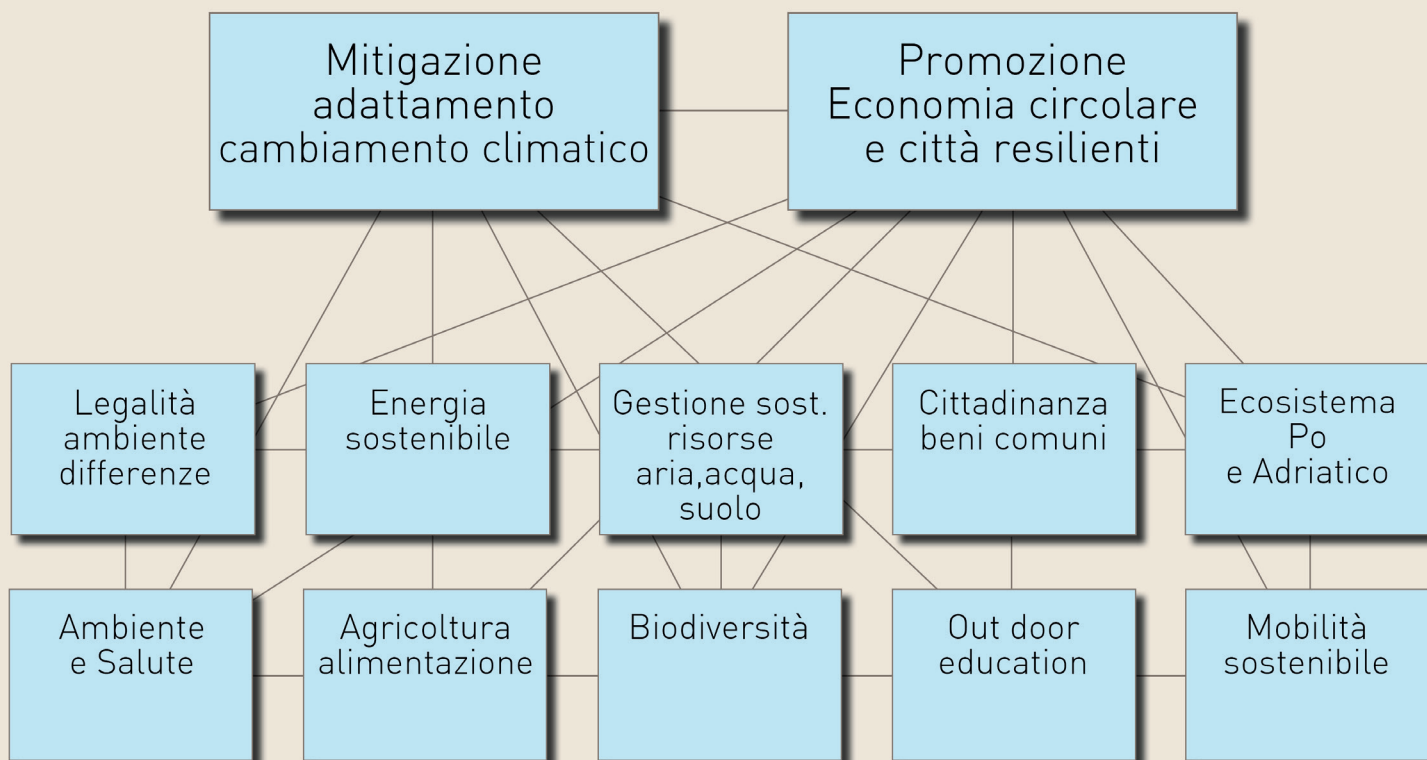 Mitigazione
adattamento
cambiamento climatico
Promozione
Economia circolare
e città resilienti
Legalità
ambiente
differenze
Energia
sostenibile
Gestione sost.
risorse
aria,acqua,
suolo
Cittadinanza
beni comuni
Ecosistema
Po
e Adriatico
Ambiente
e Salute
Agricoltura
alimentazione
Biodiversità
Out door
education
Mobilità
sostenibile